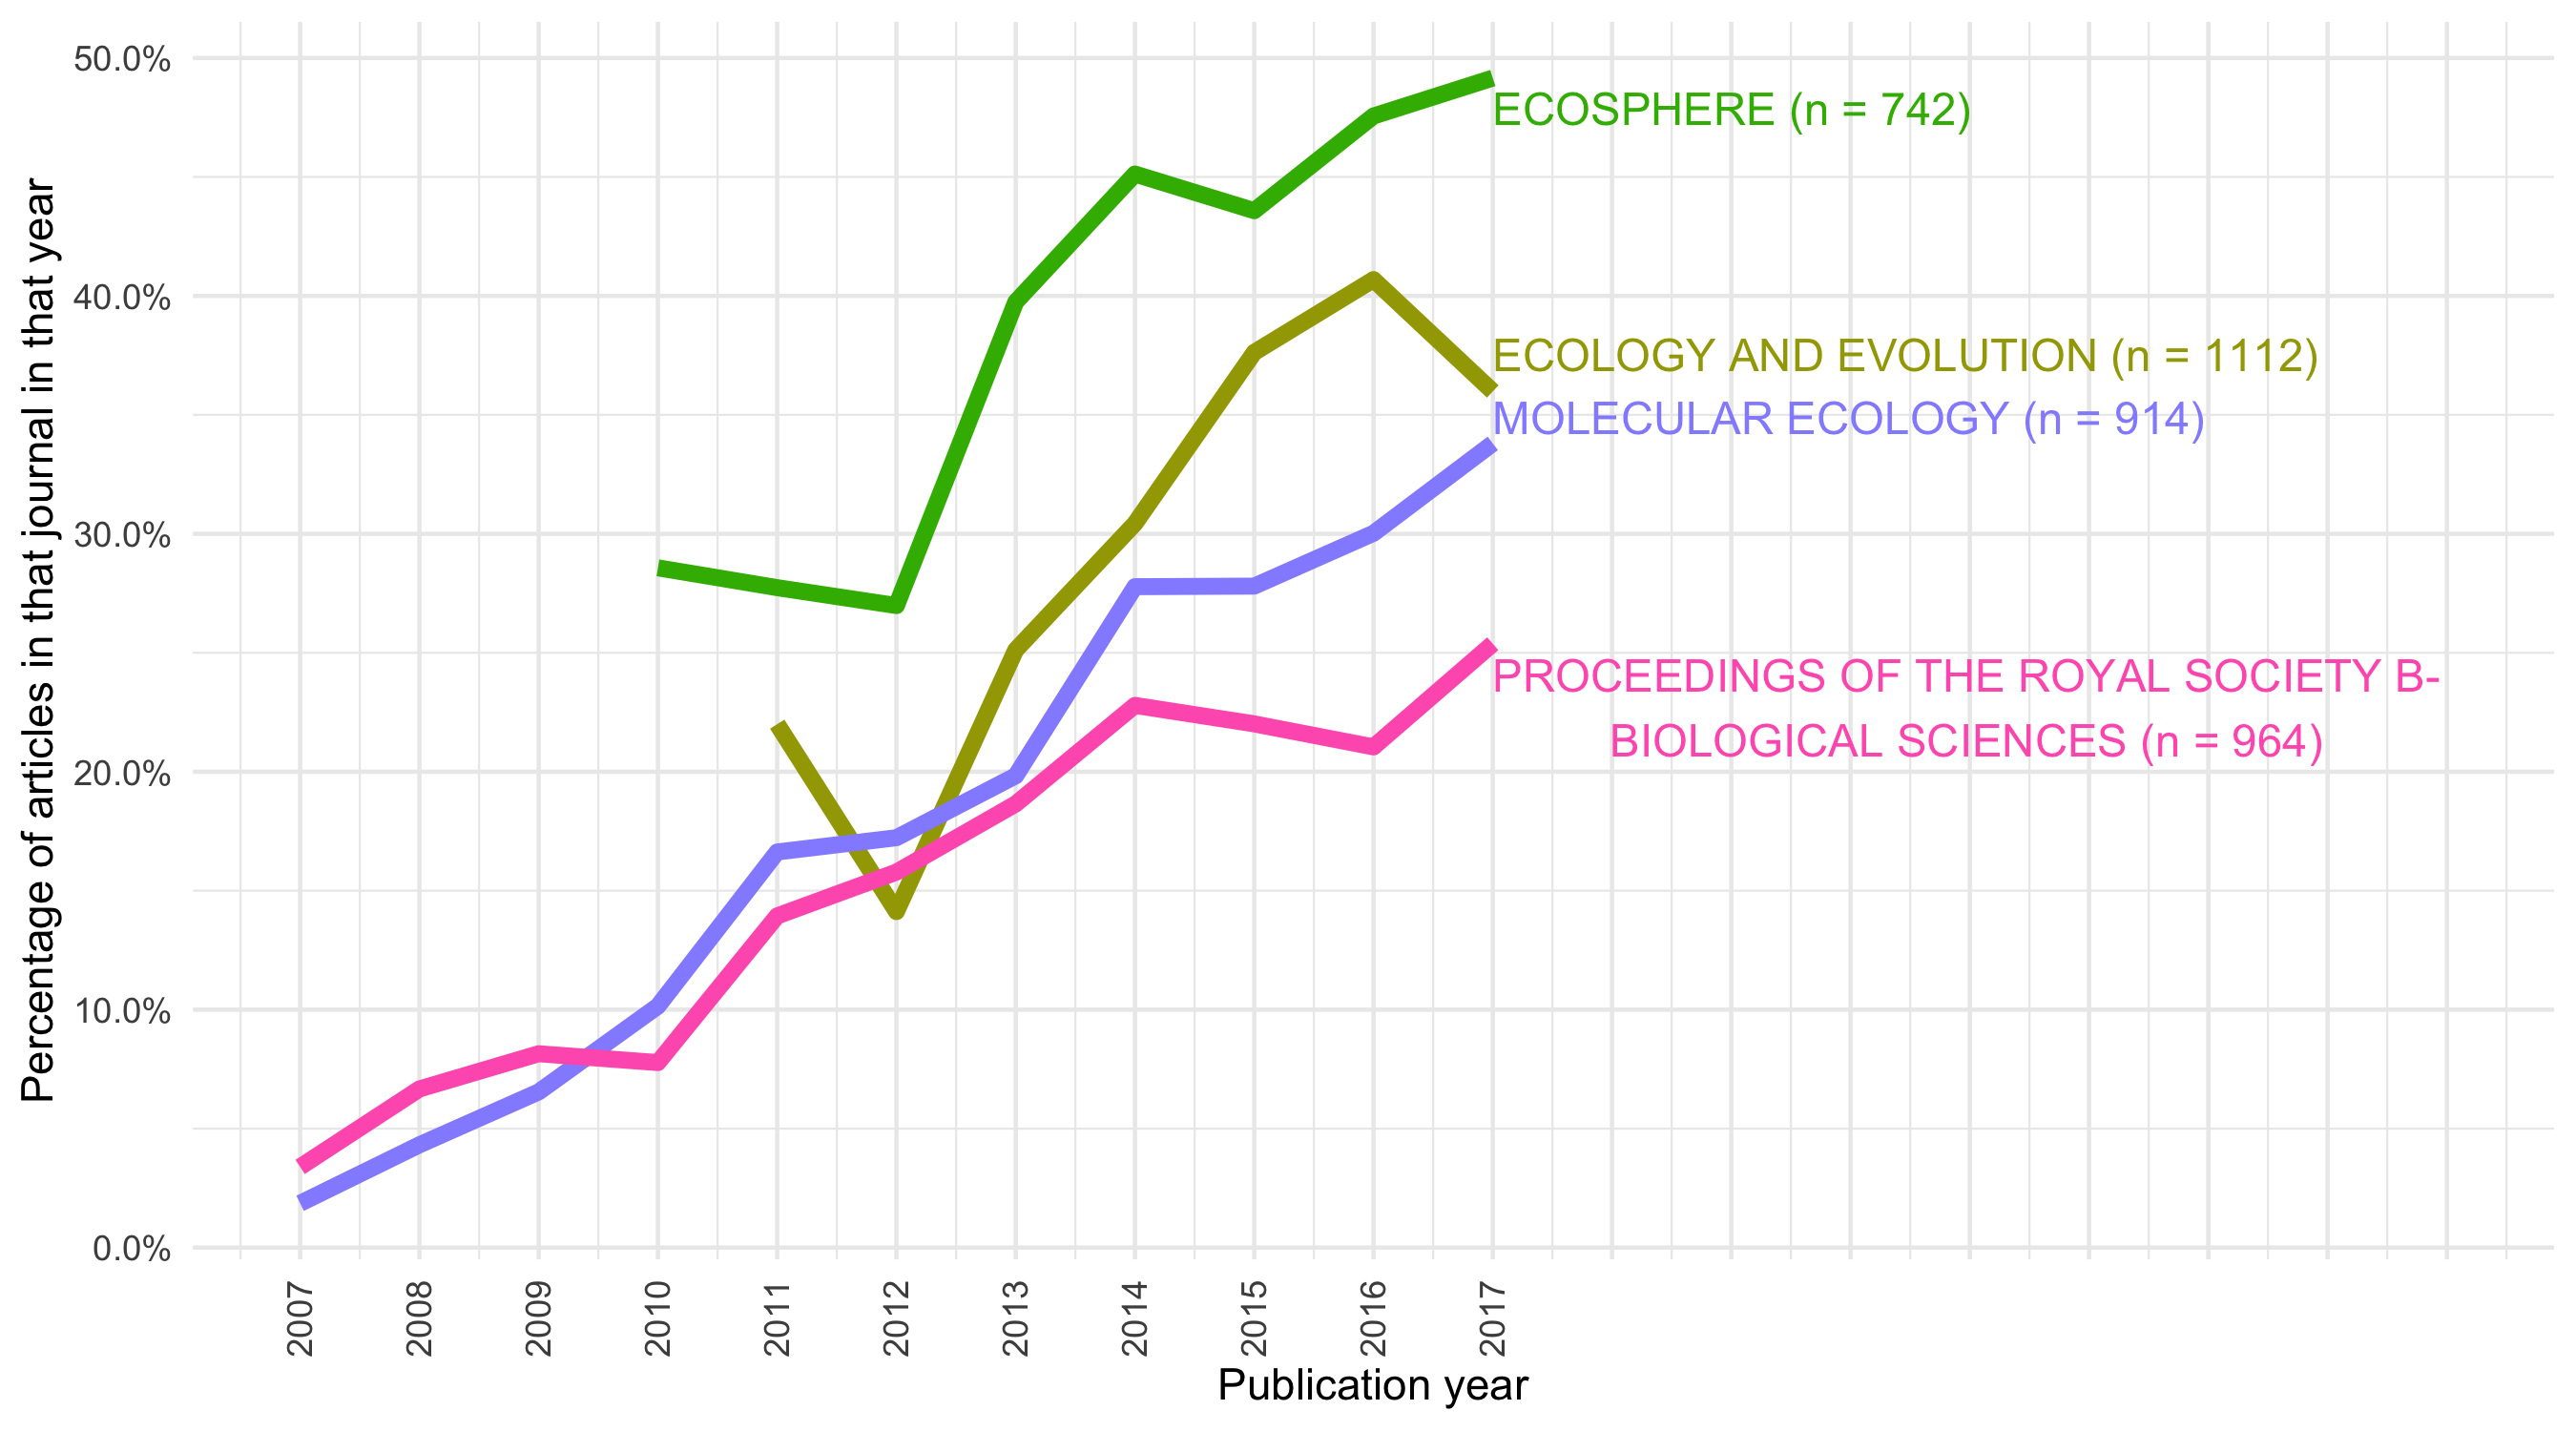 Percentage of articles in that journal in that year
50.0%
40.0%
30.0%
20.0%
10.0%
0.0%
ECOSPHERE (n = 742)
ECOLOGY AND EVOLUTION (n = 1112)
MOLECULAR ECOLOGY (n = 914)
PROCEEDINGS OF THE ROYAL SOCIETY B-
BIOLOGICAL SCIENCES (n = 964)
2007
2008
2009
2010
2011
2012
2013
2014
2015
2016
2017
Publication year